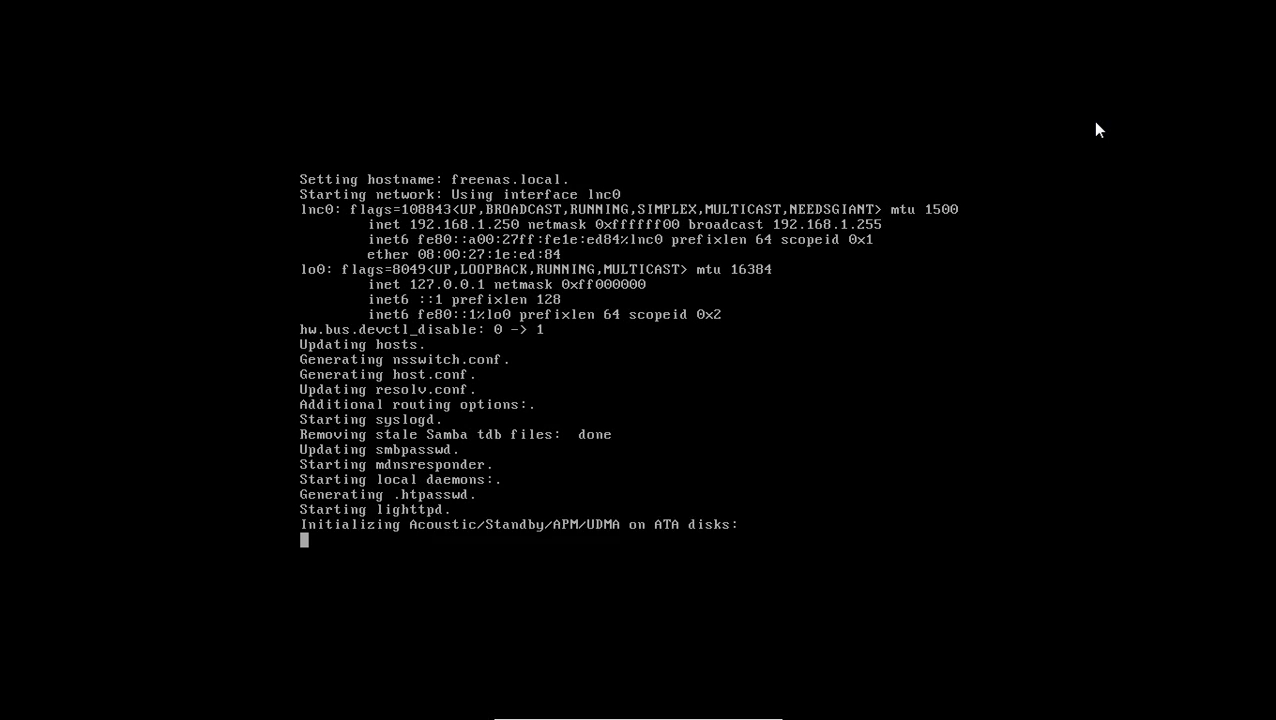 Setting hostname: freenas.local.
Starting network: Using interface lnc0
lnc0: flags=108843<UP,BROADCAST,RUNNING,SIMPLEX,MULTICAST,NEEDSGIANT> mtu 1500
        inet 192.168.1.250 netmask 0xffffff00 broadcast 192.168.1.255
        inet6 fe80::a00:27ff:fe1e:ed84%lnc0 prefixlen 64 scopeid 0x1
        ether 08:00:27:1e:ed:84
lo0: flags=8049<UP,LOOPBACK,RUNNING,MULTICAST> mtu 16384
        inet 127.0.0.1 netmask 0xff000000
        inet6 ::1 prefixlen 128
        inet6 fe80::1%lo0 prefixlen 64 scopeid 0x2
hw.bus.devctl_disable: 0 -> 1
Updating hosts.
Generating nsswitch.conf.
Generating host.conf.
Updating resolv.conf.
Additional routing options:.
Starting syslogd.
Removing stale Samba tdb files:  done
Updating smbpasswd.
Starting mdnsresponder.
Starting local daemons:.
Generating .htpasswd.
Starting lighttpd.
Initializing Acoustic/Standby/APM/UDMA on ATA disks: